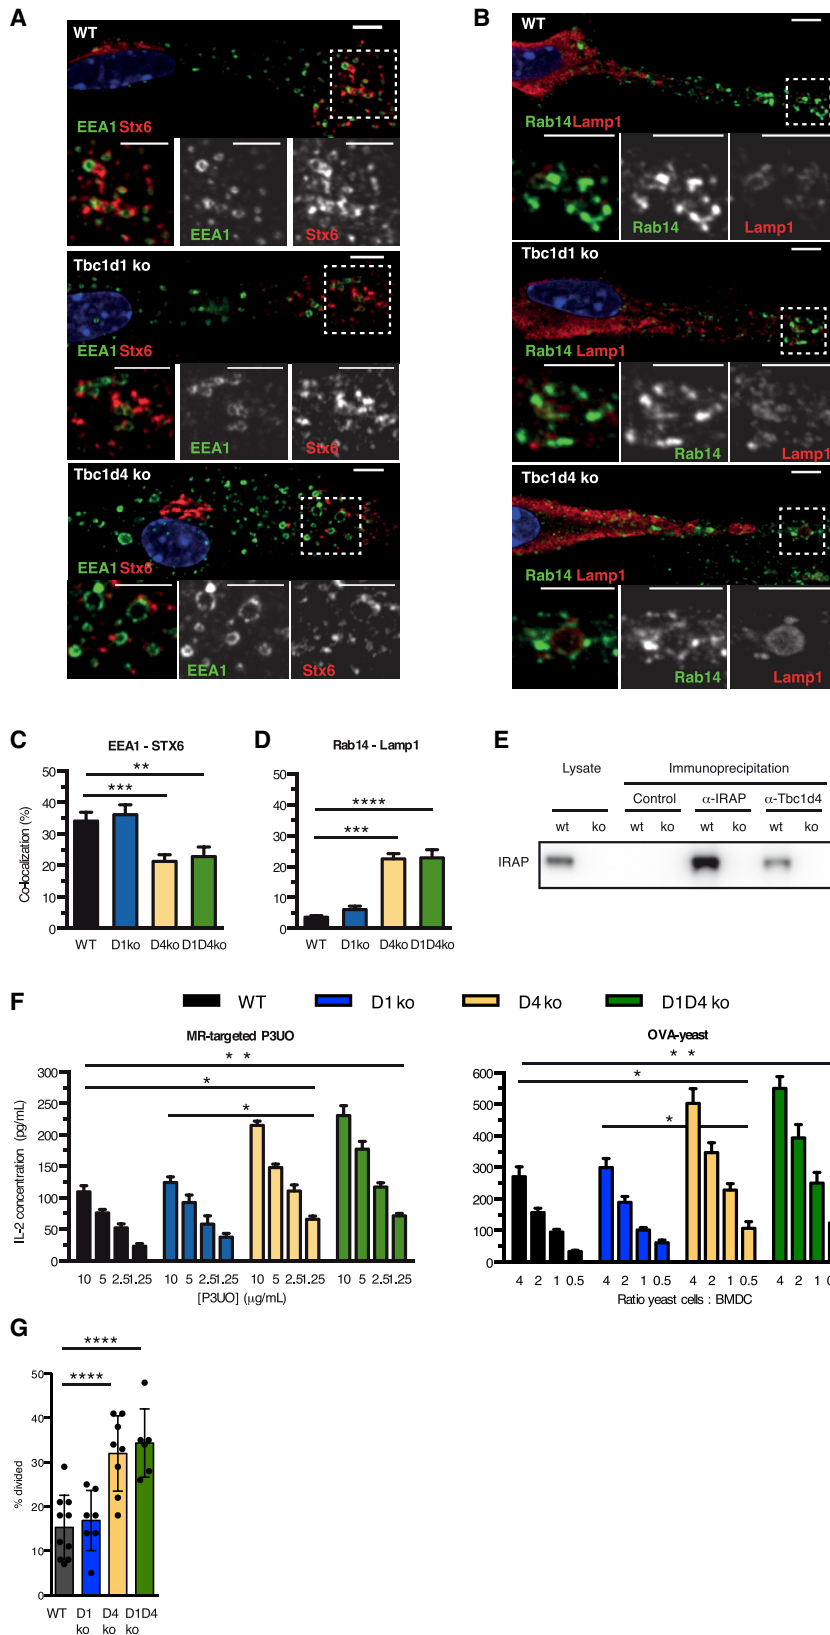 A
WT
EEA1 Stx6
EEA1
Stx6
Tbc1d1 ko
EEA1 Stx6
EEA1
Stx6
Tbc1d4 ko
EEA1 Stx6
EEA1
Stx6
B
WT
Rab14 Lamp1
Rab14
Lamp1
Tbc1d1 ko
Rab14 Lamp1
Rab14
Lamp1
Tbc1d4 ko
Rab14 Lamp1
Rab14
Lamp1
C
EEA1 - STX6
**
***
Co-localization (%)
50
40
30
20
10
0
WT D1ko D4ko D1D4ko
D
Rab14 - Lamp1
****
***
50
40
30
20
10
0
WT D1ko D4ko D1D4ko
E
Lysate Immunoprecipitation
Control α-IRAP α-Tbc1d4
wt ko wt ko wt ko wt ko
IRAP
F
WT D1 ko D4 ko D1D4 ko
MR-targeted P3UO
* *
*
*
IL-2 concentration (pg/mL)
300
250
200
150
100
50
0
10 5 2.5 1.25 10 5 2.5 1.25 10 5 2.5 1.25 10 5 2.5 1.25
[P3UO] (µg/mL)
OVA-yeast
* *
*
*
600
500
400
300
200
100
0
4 2 1 0.5 4 2 1 0.5 4 2 1 0.5 4 2 1
Ratio yeast cells : BMDC
G
****
****
% divided
50
40
30
20
10
0
WT D1 ko D4 ko D1D4 ko